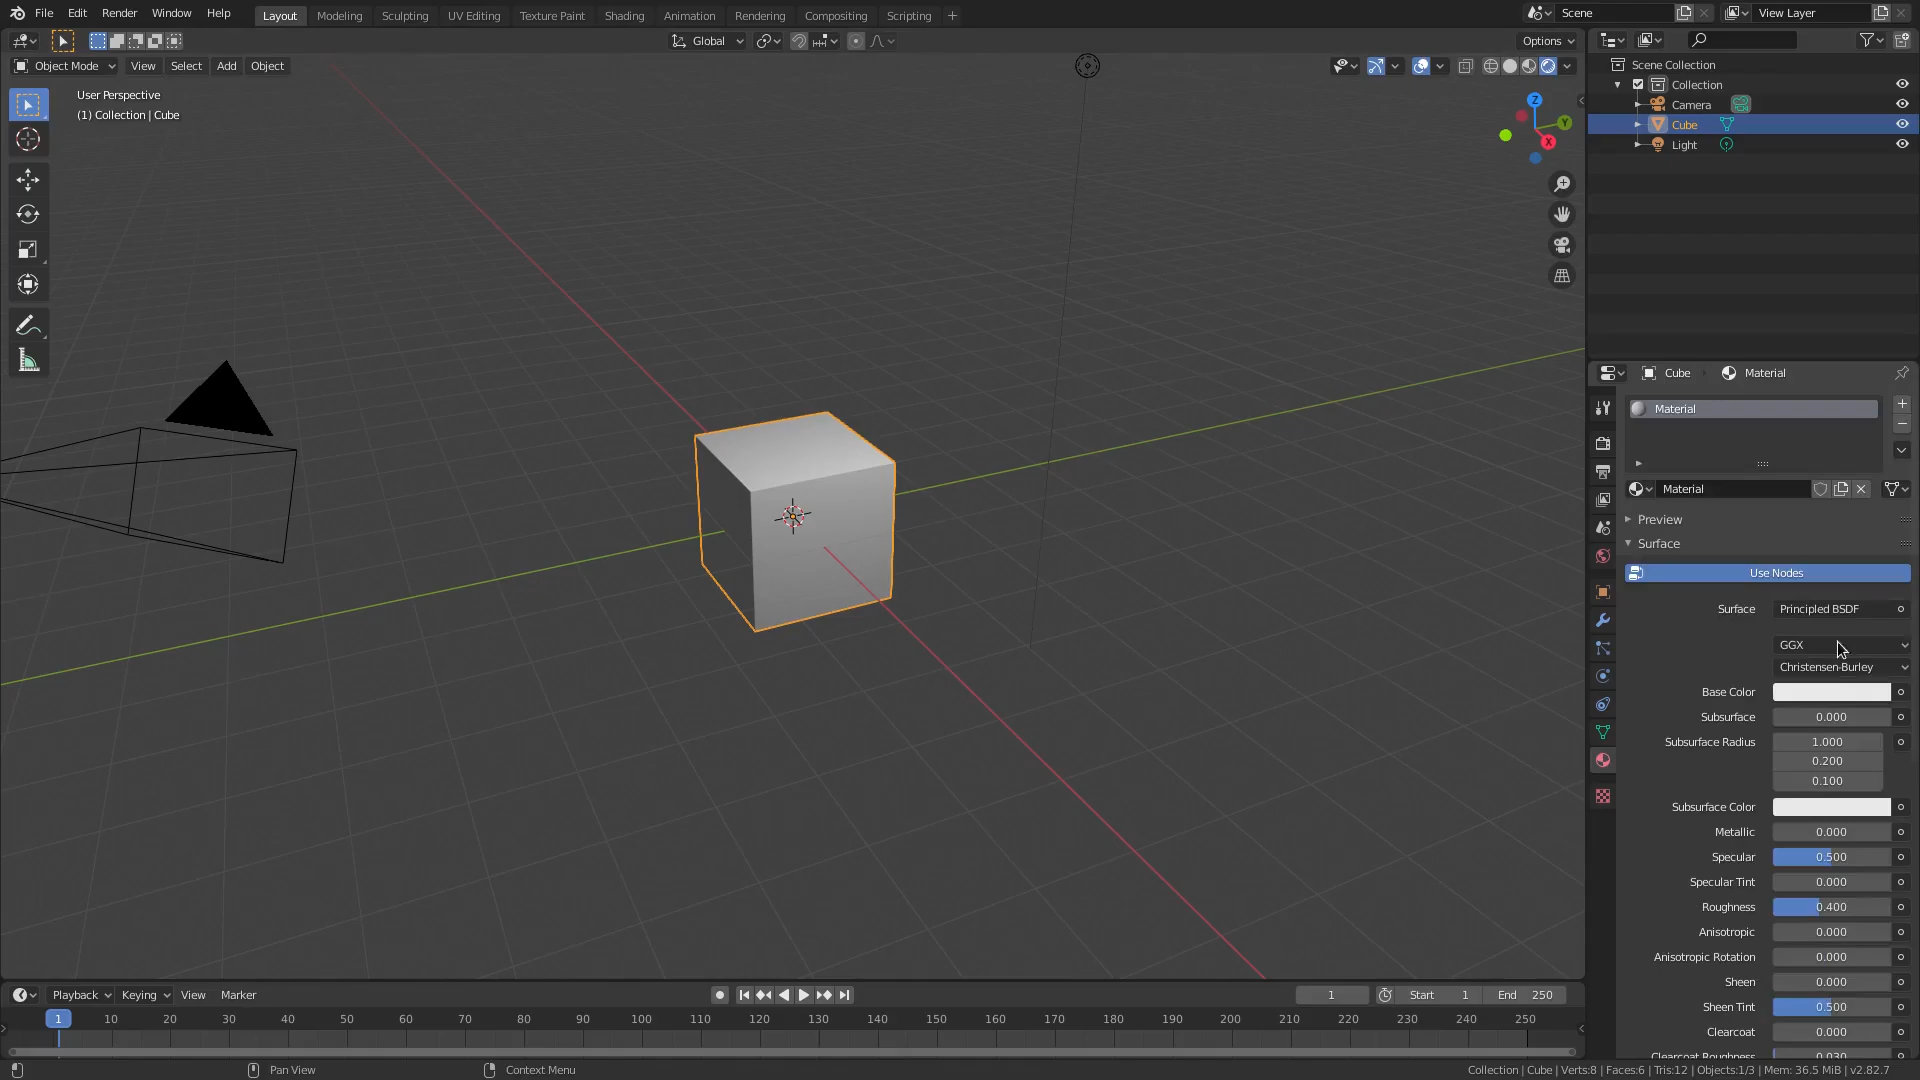 File Edit Render Window Help Layout Modeling Sculpting UV Editing Texture Paint Shading Animation Rendering Compositing Scripting + Scene View Layer
Global Options
Object Mode View Select Add Object
User Perspective
(1) Collection | Cube
Z
Y
X
Scene Collection
Collection
Camera
Cube
Light
Cube Material
Material
Material
Preview
Surface
Use Nodes
Surface Principled BSDF
GGX
Christensen-Burley
Base Color
Subsurface 0.000
Subsurface Radius 1.000
0.200
0.100
Subsurface Color
Metallic 0.000
Specular 0.500
Specular Tint 0.000
Roughness 0.400
Anisotropic 0.000
Anisotropic Rotation 0.000
Sheen 0.000
Sheen Tint 0.500
Clearcoat 0.000
Clearcoat Roughness 0.030
Playback Keying View Marker 1 Start 1 End 250
1 10 20 30 40 50 60 70 80 90 100 110 120 130 140 150 160 170 180 190 200 210 220 230 240 250
Pan View Context Menu Collection | Cube | Verts:8 | Faces:6 | Tris:12 | Objects:1/3 | Mem: 36.5 MiB | v2.82.7